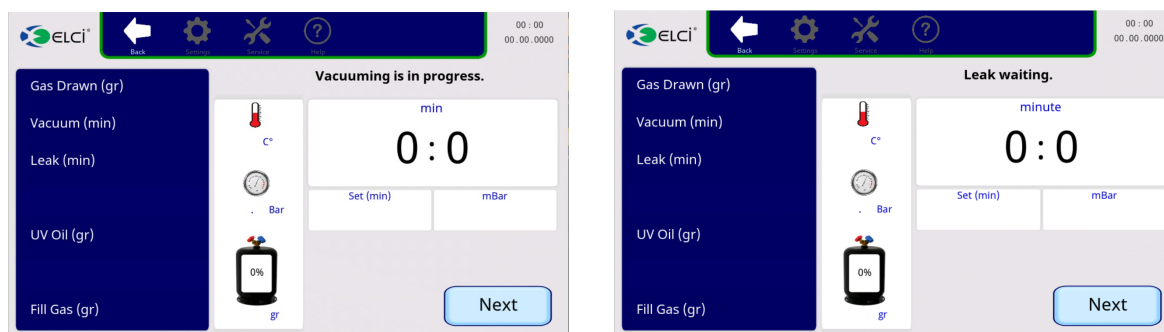 ELCi
Back
Settings
Service
Help
00 : 00
00 . 00 . 0000
Vacuuming is in progress.
Gas Drawn (gr)
Vacuum (min)
Leak (min)
UV Oil (gr)
Fill Gas (gr)
C°
. Bar
0%
gr
min
0 : 0
Set (min)
mBar
Next
ELCi
Back
Settings
Service
Help
00 : 00
00 . 00 . 0000
Leak waiting.
Gas Drawn (gr)
Vacuum (min)
Leak (min)
UV Oil (gr)
Fill Gas (gr)
C°
. Bar
0%
gr
minute
0 : 0
Set (min)
mBar
Next